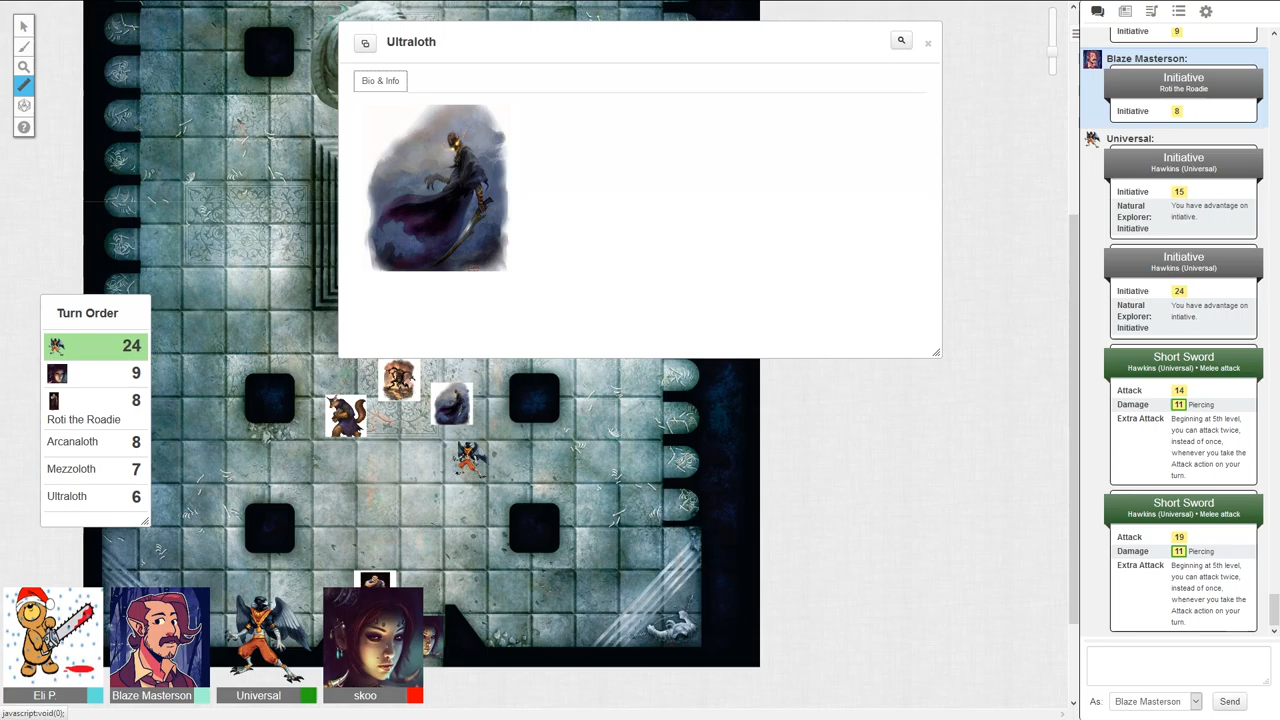 Ultraloth
×
Bio & Info
Turn Order
24
9
8
Roti the Roadie
Arcanaloth 8
Mezzoloth 7
Ultraloth 6
Eli P
Blaze Masterson
Universal
skoo
javascript:void(0);
Initiative 9
Blaze Masterson:
Initiative
Roti the Roadie
Initiative 8
Universal:
Initiative
Hawkins (Universal)
Initiative 15
Natural You have advantage on
Explorer: intiative.
Initiative
Initiative
Hawkins (Universal)
Initiative 24
Natural You have advantage on
Explorer: intiative.
Initiative
Short Sword
Hawkins (Universal) • Melee attack
Attack 14
Damage 11 Piercing
Extra Attack Beginning at 5th level,
you can attack twice,
instead of once,
whenever you take the
Attack action on your
turn.
Short Sword
Hawkins (Universal) • Melee attack
Attack 19
Damage 11 Piercing
Extra Attack Beginning at 5th level,
you can attack twice,
instead of once,
whenever you take the
Attack action on your
turn.
As: Blaze Masterson Send